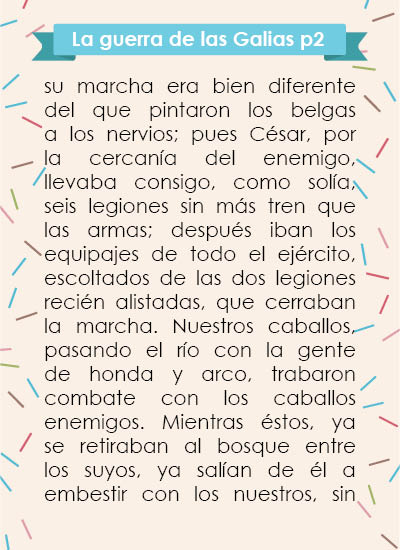 La guerra de las Galias p2
su marcha era bien diferente
del que pintaron los belgas
a los nervios; pues César, por
la cercanía del enemigo,
llevaba consigo, como solía,
seis legiones sin más tren que
las armas; después iban los
equipajes de todo el ejército,
escoltados de las dos legiones
recién alistadas, que cerraban
la marcha. Nuestros caballos,
pasando el río con la gente
de honda y arco, trabaron
combate con los caballos
enemigos. Mientras éstos, ya
se retiraban al bosque entre
los suyos, ya salían de él a
embestir con los nuestros, sin